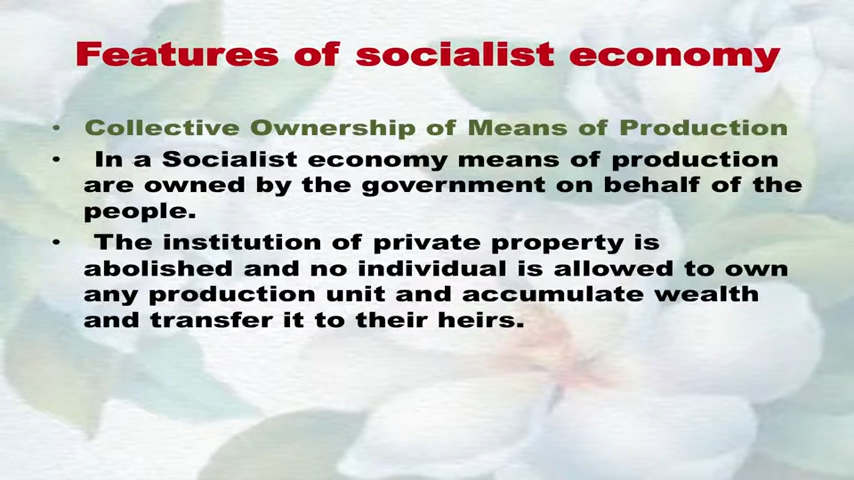 Features of socialist economy
• Collective Ownership of Means of Production
• In a Socialist economy means of production
are owned by the government on behalf of the
people.
• The institution of private property is
abolished and no individual is allowed to own
any production unit and accumulate wealth
and transfer it to their heirs.